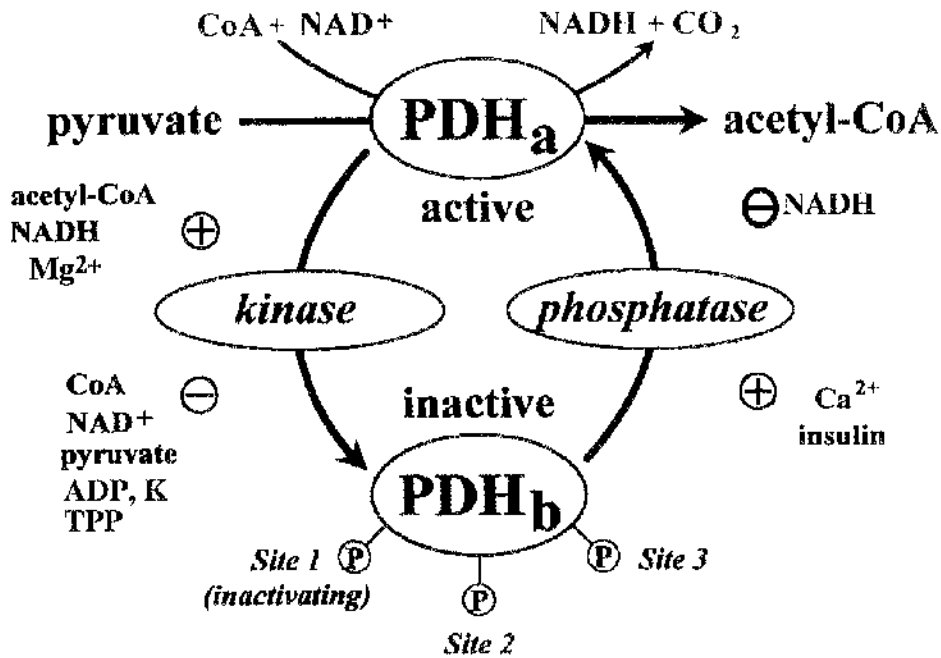 CoA + NAD⁺
NADH + CO₂
pyruvate
PDHₐ
acetyl-CoA
active
acetyl-CoA
NADH
Mg²⁺
+
⊖ NADH
kinase
phosphatase
CoA
NAD⁺
pyruvate
ADP, K
TPP
−
inactive
+
Ca²⁺
insulin
PDH_b
Site 1
(inactivating)
P
P
Site 2
P
Site 3